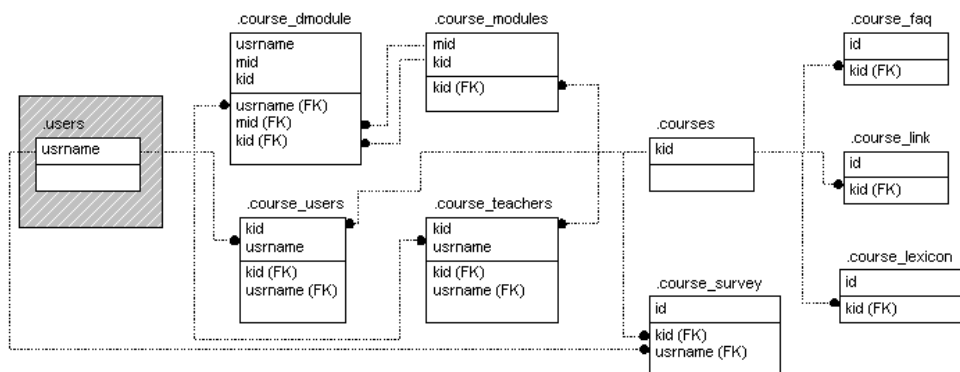 .course_dmodule
usrname
mid
kid
usrname (FK)
mid (FK)
kid (FK)
.course_modules
mid
kid
kid (FK)
.course_faq
id
kid (FK)
.users
usrname
.courses
kid
.course_link
id
kid (FK)
.course_users
kid
usrname
kid (FK)
usrname (FK)
.course_teachers
kid
usrname
kid (FK)
usrname (FK)
.course_survey
id
kid (FK)
usrname (FK)
.course_lexicon
id
kid (FK)